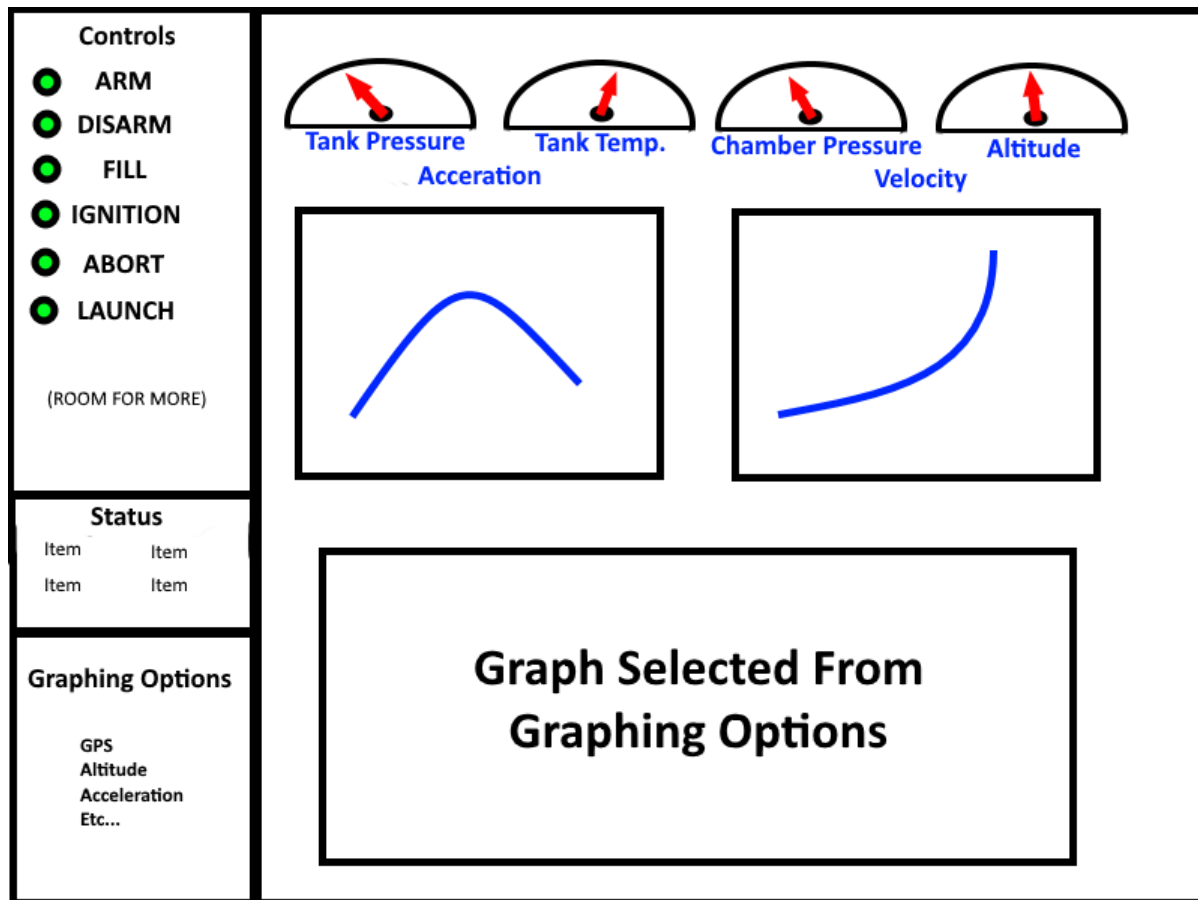 Controls
ARM
DISARM
FILL
IGNITION
ABORT
LAUNCH
(ROOM FOR MORE)
Status
Item Item
Item Item
Graphing Options
GPS
Altitude
Acceleration
Etc...
Tank Pressure Tank Temp. Chamber Pressure Altitude
Acceration Velocity
Graph Selected From
Graphing Options